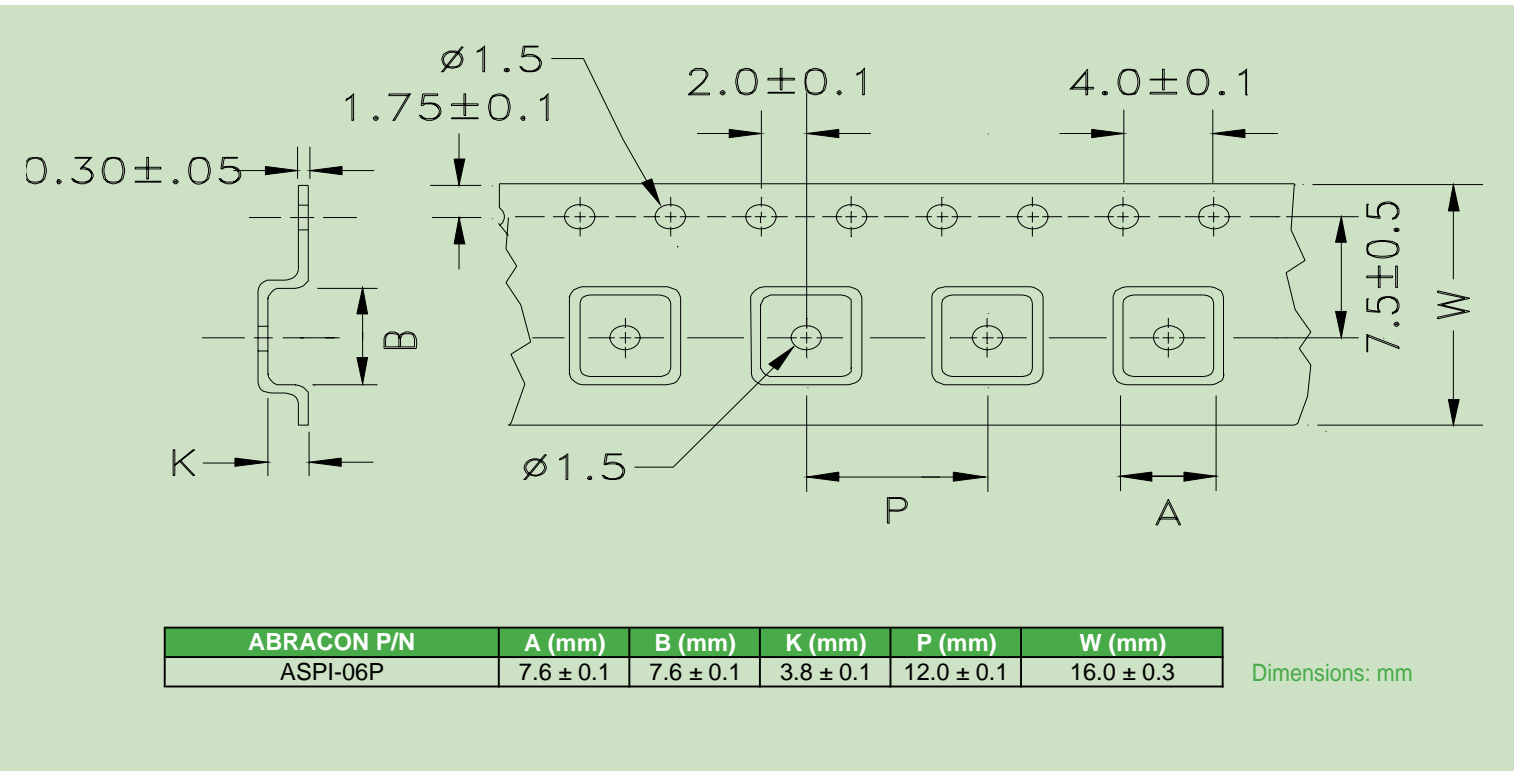 ø1.5
2.0±0.1
4.0±0.1
1.75±0.1
0.30±.05
7.5±0.5
W
B
K
ø1.5
P
A
ABRACON P/N A (mm) B (mm) K (mm) P (mm) W (mm)
ASPI-06P 7.6 ± 0.1 7.6 ± 0.1 3.8 ± 0.1 12.0 ± 0.1 16.0 ± 0.3
Dimensions: mm